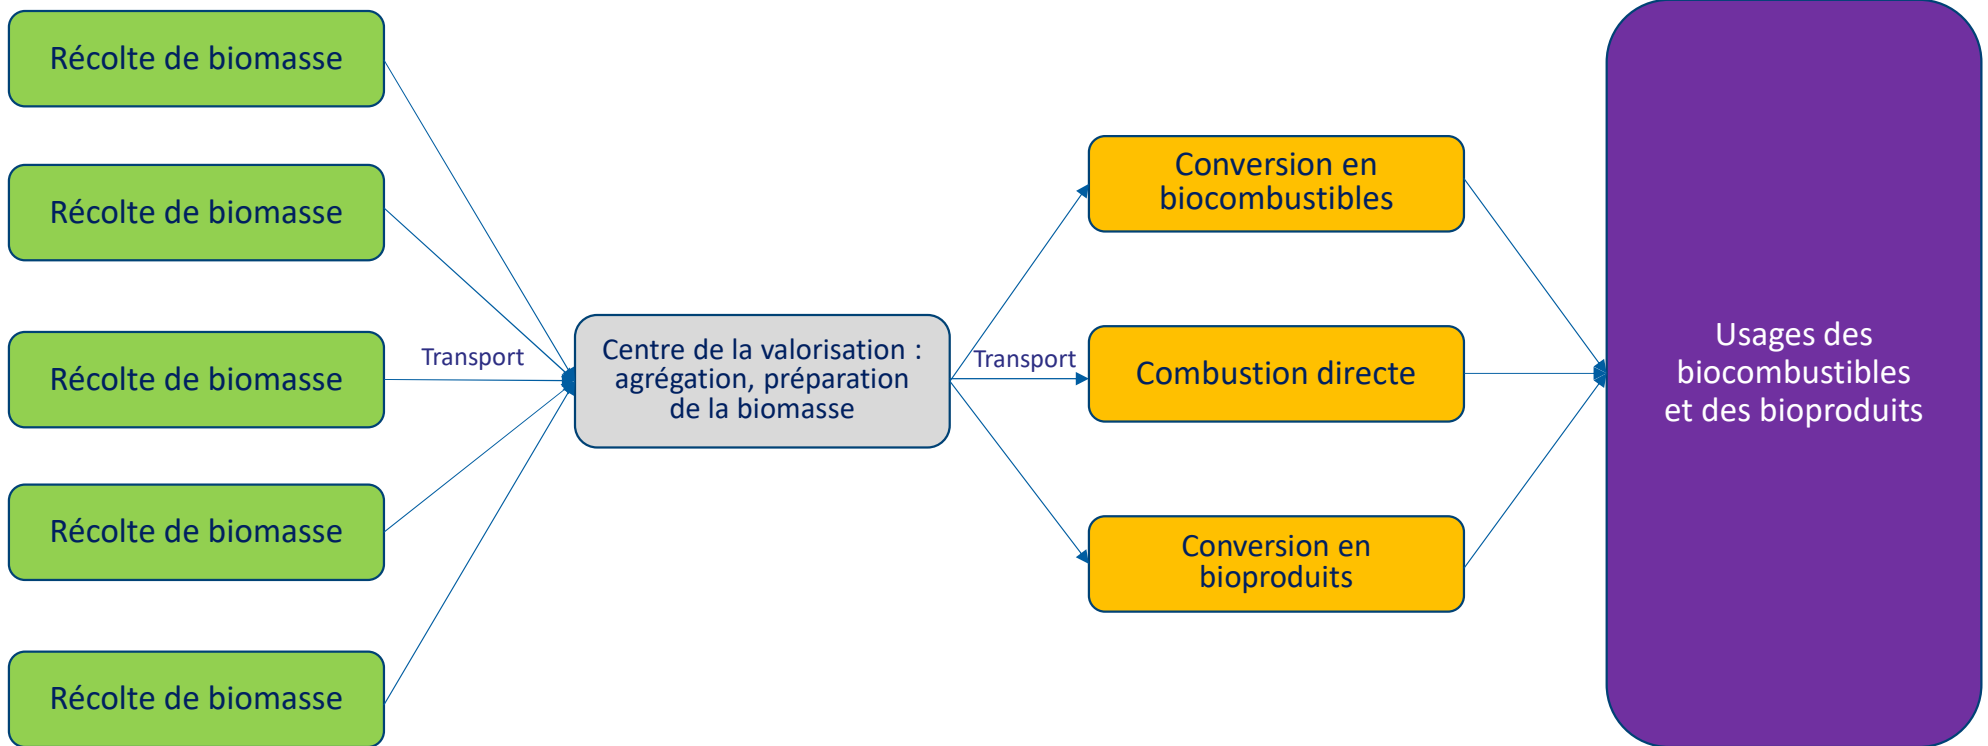 Récolte de biomasse
Récolte de biomasse
Récolte de biomasse
Récolte de biomasse
Récolte de biomasse
Transport
Centre de la valorisation :
agrégation, préparation
de la biomasse
Transport
Conversion en
biocombustibles
Combustion directe
Conversion en
bioproduits
Usages des
biocombustibles
et des bioproduits